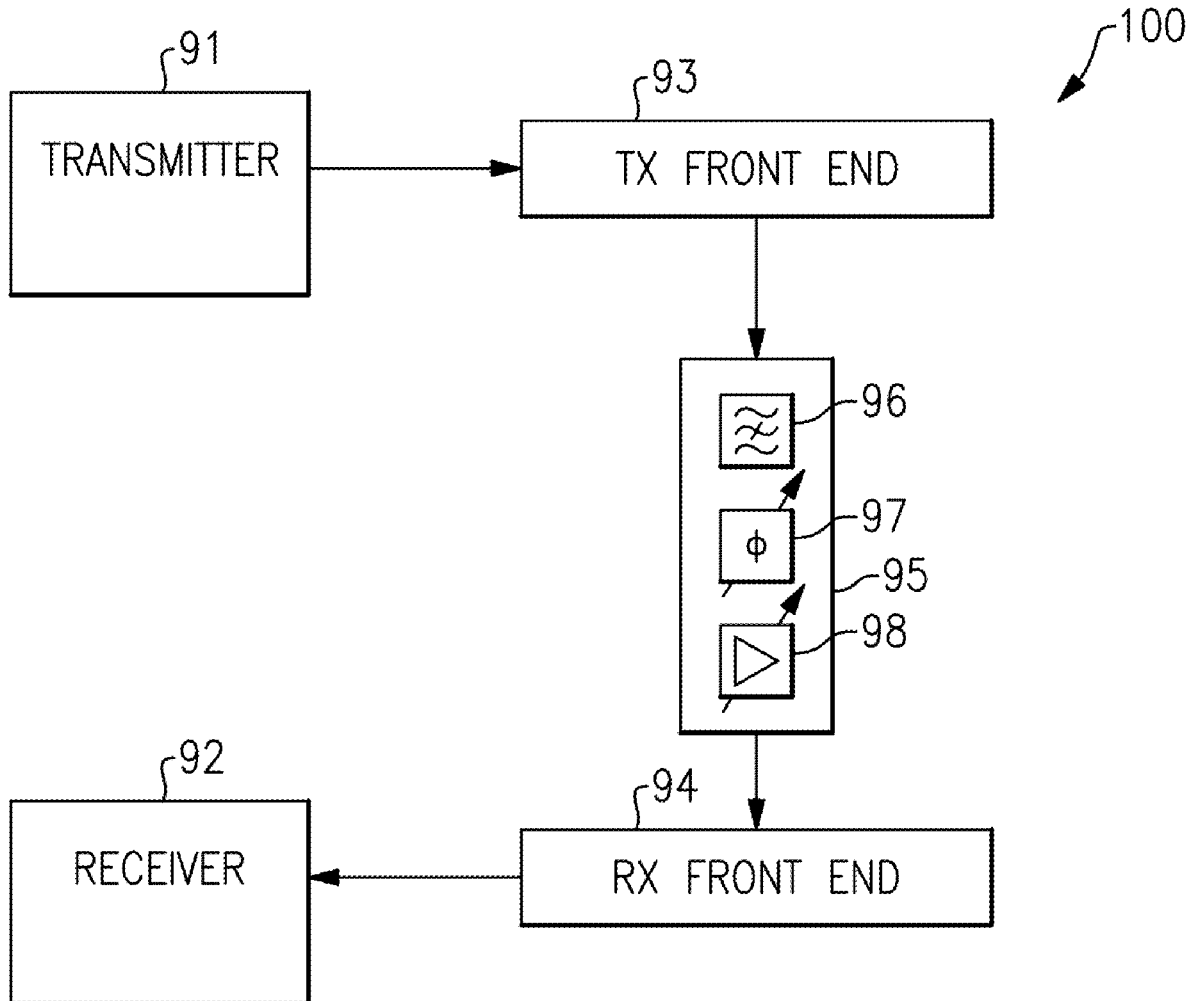 100
91
93
TRANSMITTER
TX FRONT END
96
97
ϕ
95
98
92
94
RECEIVER
RX FRONT END